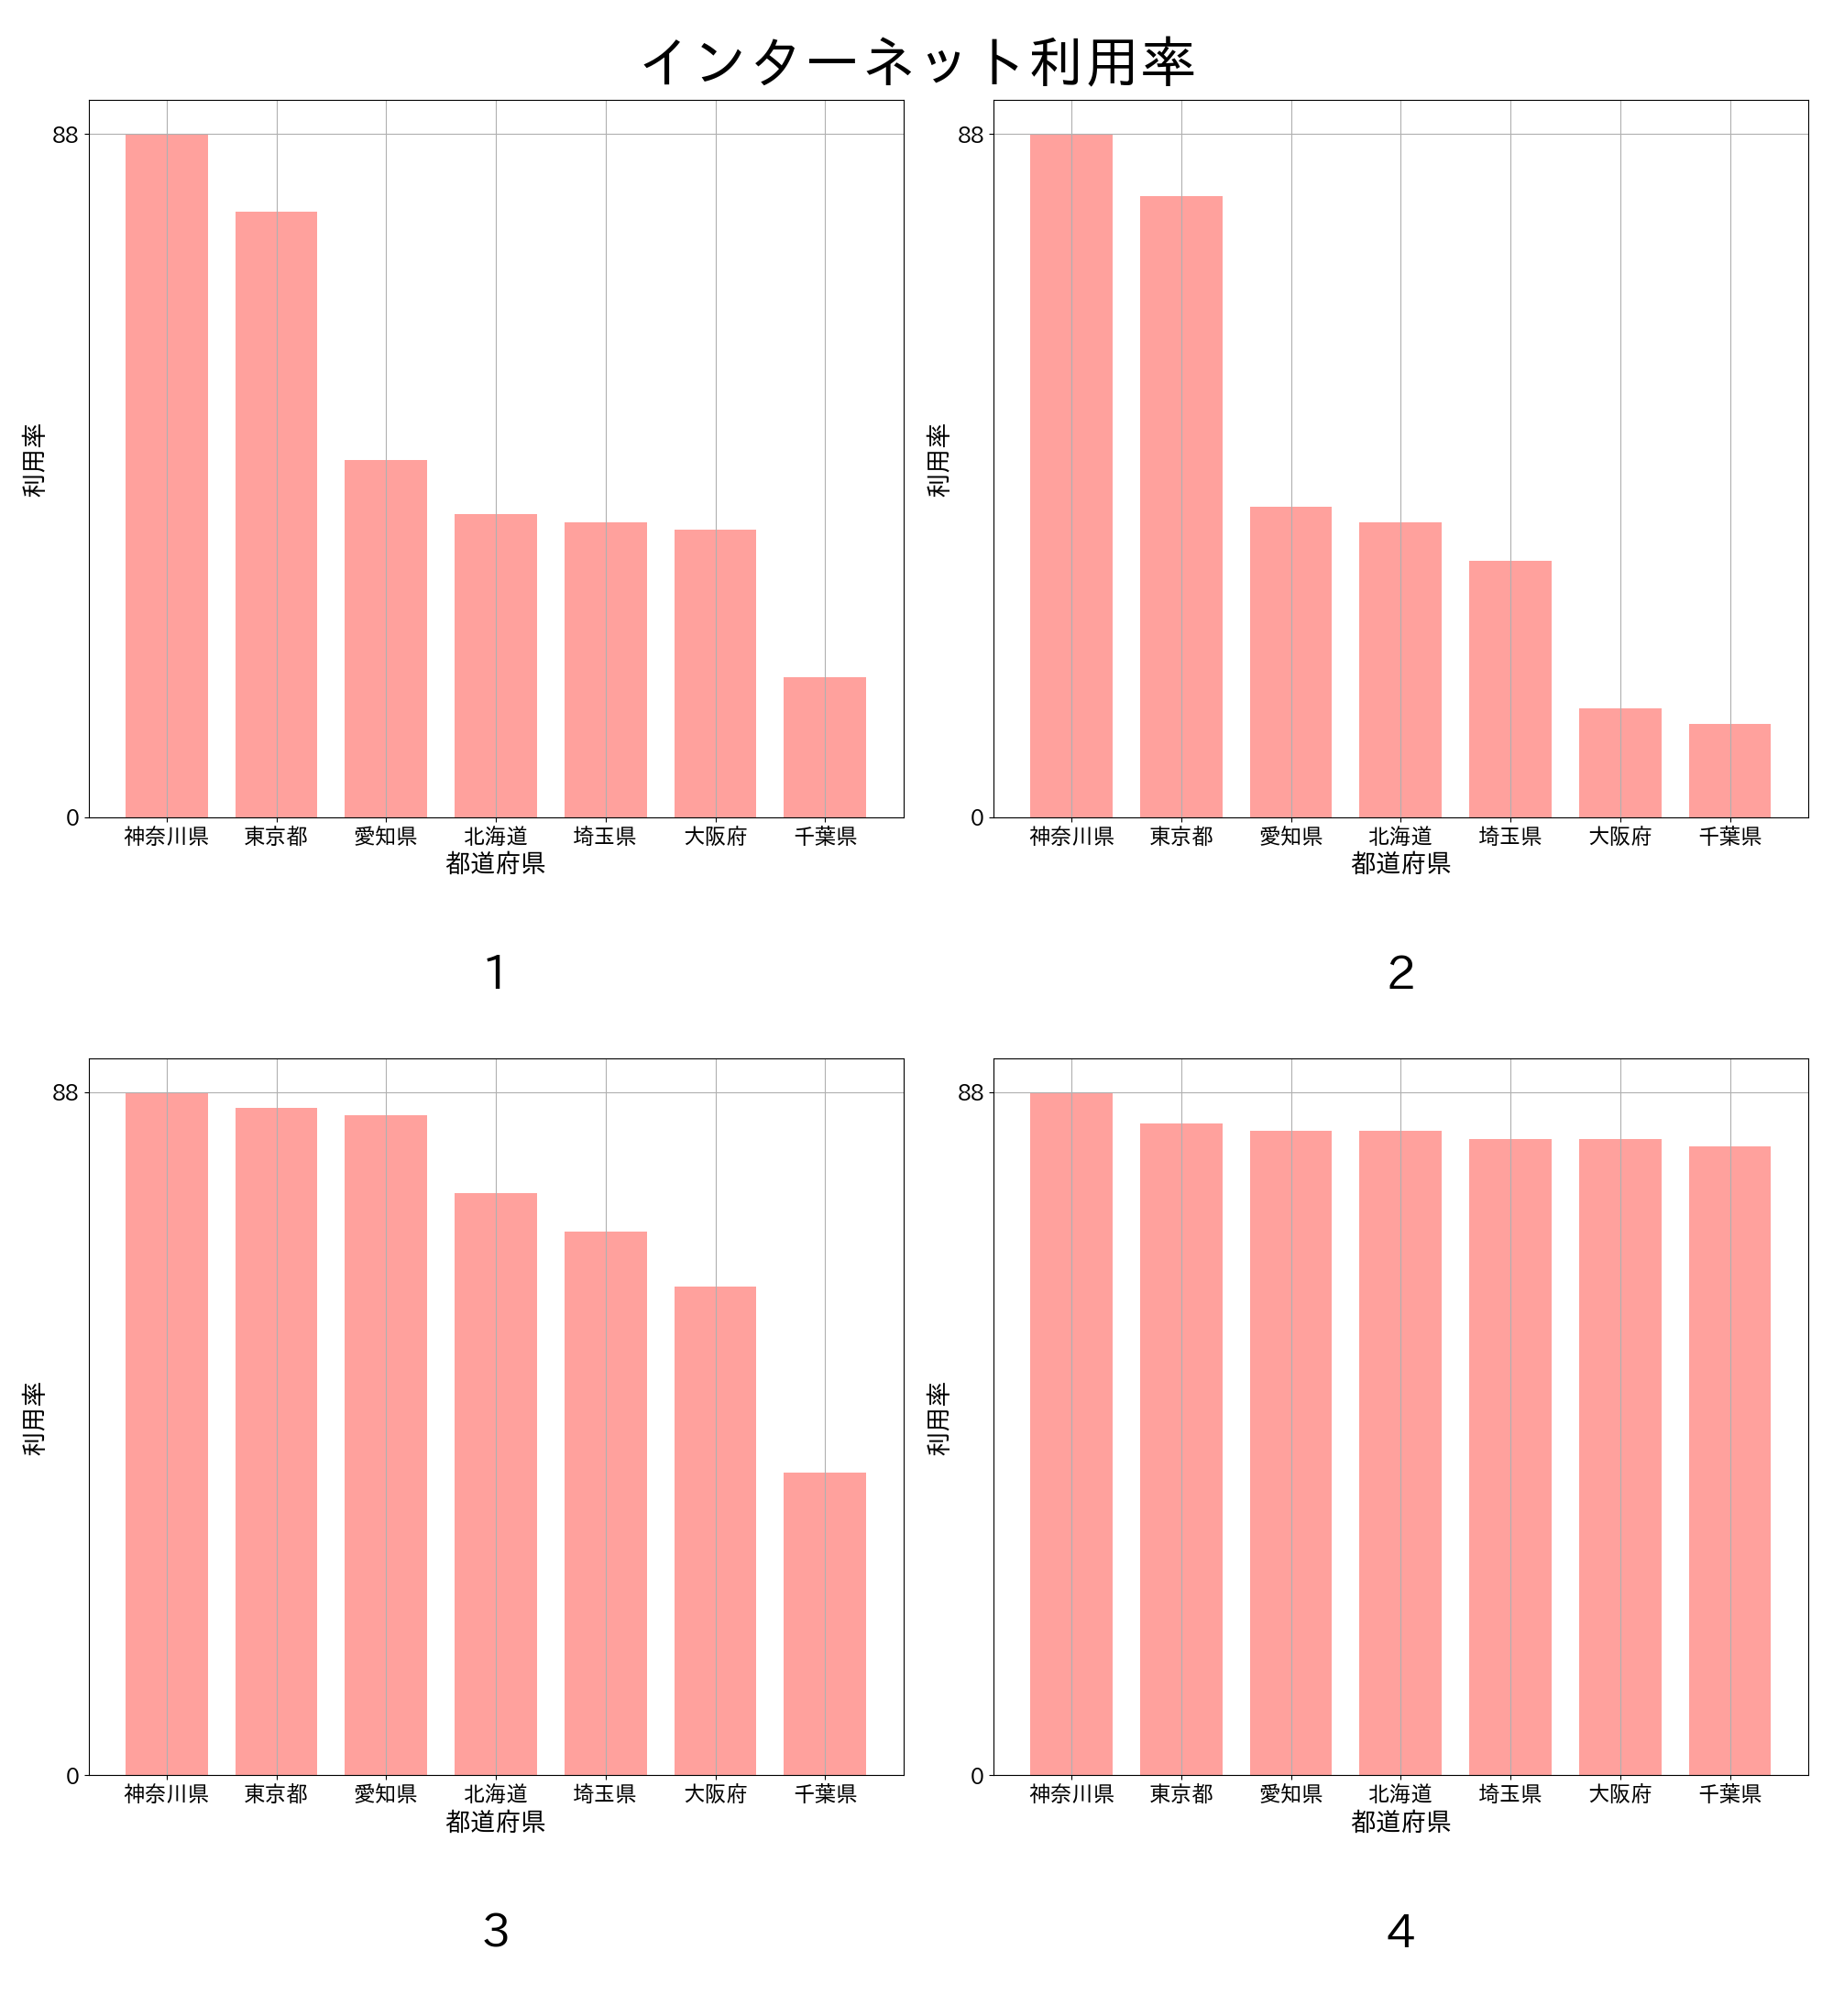 インターネット利用率
88
0
利用率
神奈川県 東京都 愛知県 北海道 埼玉県 大阪府 千葉県
都道府県
1
88
0
利用率
神奈川県 東京都 愛知県 北海道 埼玉県 大阪府 千葉県
都道府県
2
88
0
利用率
神奈川県 東京都 愛知県 北海道 埼玉県 大阪府 千葉県
都道府県
3
88
0
利用率
神奈川県 東京都 愛知県 北海道 埼玉県 大阪府 千葉県
都道府県
4